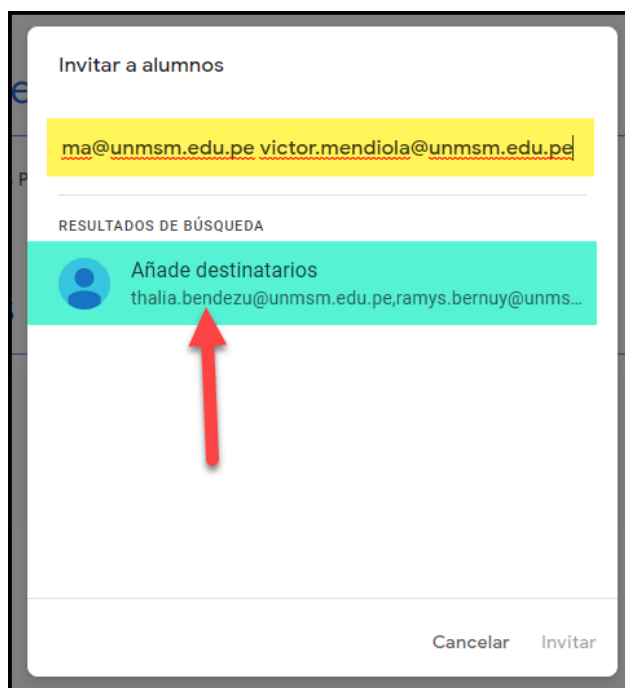 Invitar a alumnos
ma@unmsm.edu.pe victor.mendiola@unmsm.edu.pe
RESULTADOS DE BÚSQUEDA
Añade destinatarios
thalia.bendezu@unmsm.edu.pe,ramys.bernuy@unms...
Cancelar Invitar